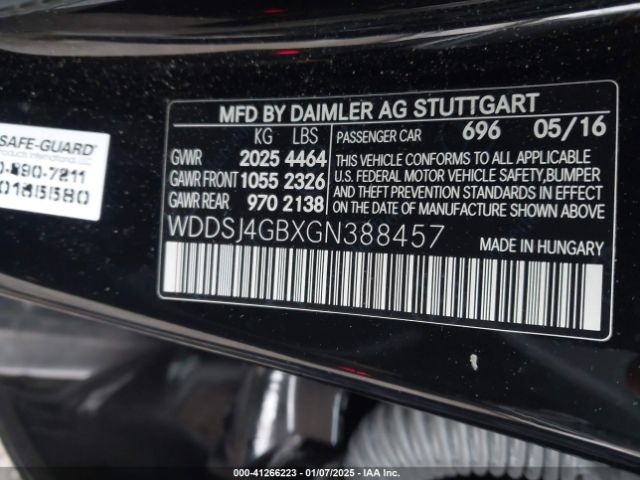 SAFE-GUARD
Products International, LLC
MFD BY DAIMLER AG STUTTGART
KG LBS
GVWR 2025 4464
GAWR FRONT 1055 2326
GAWR REAR 970 2138
PASSENGER CAR 696 05/16
THIS VEHICLE CONFORMS TO ALL APPLICABLE
U.S. FEDERAL MOTOR VEHICLE SAFETY,BUMPER
AND THEFT PREVENTION STANDARDS IN EFFECT
ON THE DATE OF MANUFACTURE SHOWN ABOVE
WDDSJ4GBXGN388457
MADE IN HUNGARY
000-41266223 | 01/07/2025 | IAA Inc.